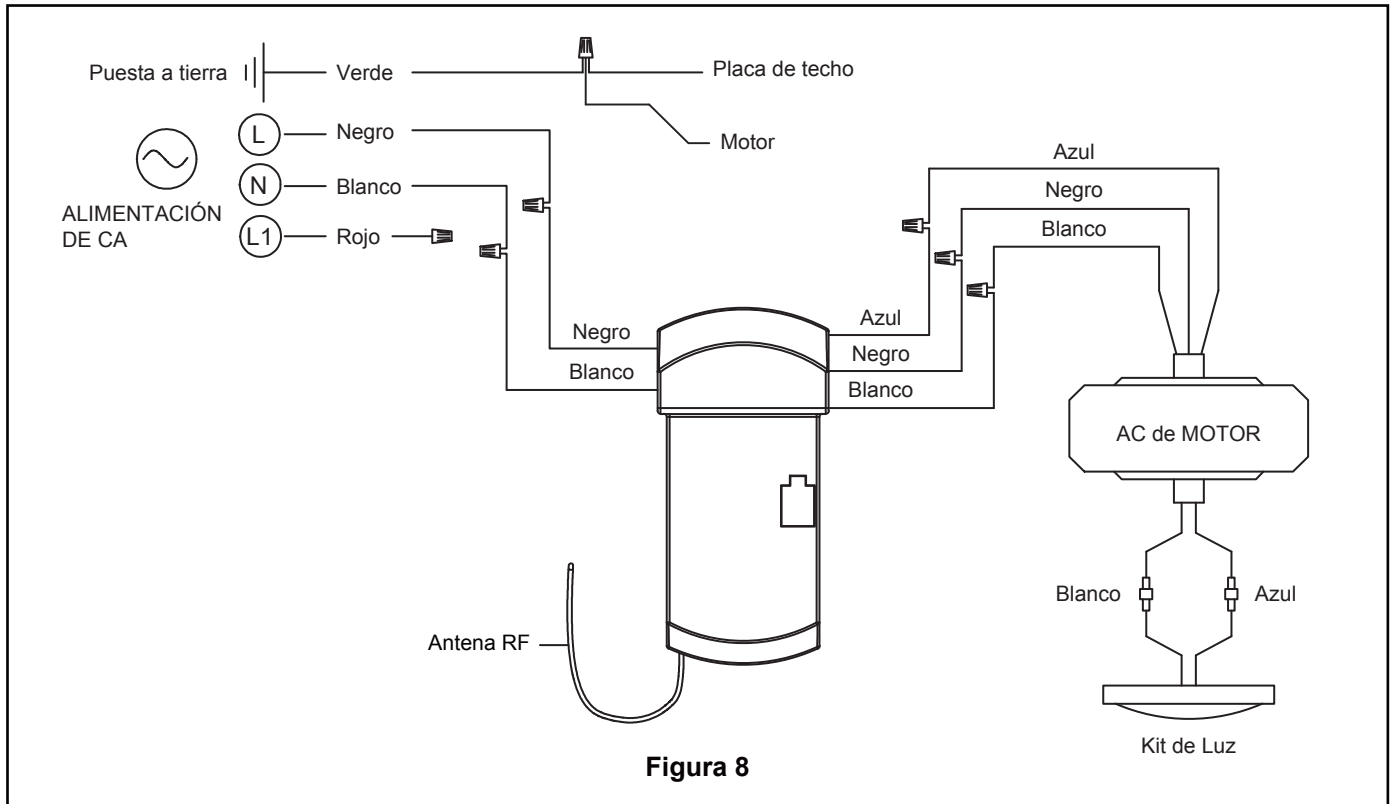 Puesta a tierra
Verde
Placa de techo
Motor
L
Negro
N
Blanco
L1
Rojo
ALIMENTACIÓN
DE CA
Azul
Negro
Blanco
Negro
Blanco
Azul
Negro
Blanco
AC de MOTOR
Blanco
Azul
Antena RF
Kit de Luz
Figura 8